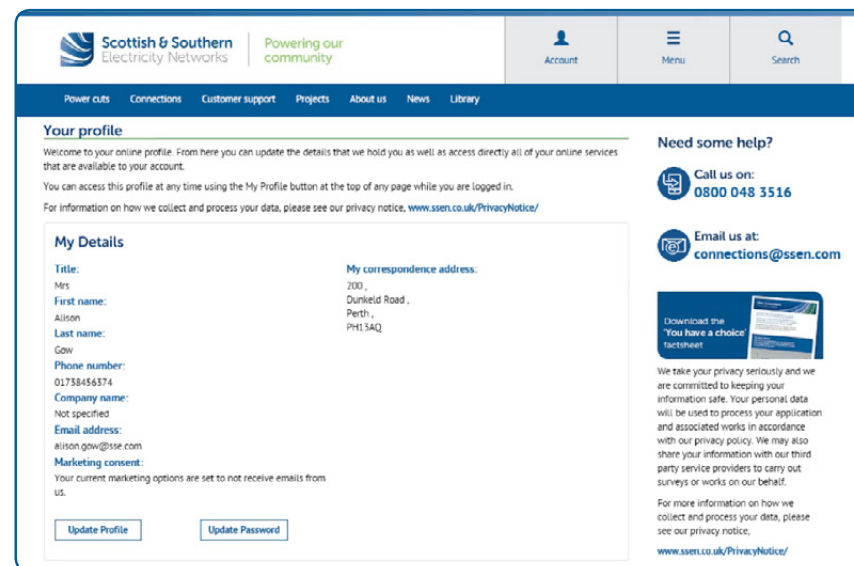 Scottish & Southern
Electricity Networks
Powering our
community
Account
Menu
Search
Power cuts Connections Customer support Projects About us News Library
Your profile
Welcome to your online profile. From here you can update the details that we hold you as well as access directly all of your online services
that are available to your account.
You can access this profile at any time using the My Profile button at the top of any page while you are logged in.
For information on how we collect and process your data, please see our privacy notice, www.ssen.co.uk/PrivacyNotice/
My Details
Title:
Mrs
First name:
Alison
Last name:
Gow
Phone number:
01738456374
Company name:
Not specified
Email address:
alison.gow@sse.com
Marketing consent:
Your current marketing options are set to not receive emails from
us.
My correspondence address:
200 ,
Dunkeld Road ,
Perth ,
PH13AQ
Update Profile
Update Password
Need some help?
Call us on:
0800 048 3516
Email us at:
connections@ssen.com
Download the
'You have a choice'
factsheet
We take your privacy seriously and we
are committed to keeping your
information safe. Your personal data
will be used to process your application
and associated works in accordance
with our privacy policy. We may also
share your information with our third
party service providers to carry out
surveys or works on our behalf.
For more information on how we
collect and process your data, please
see our privacy notice,
www.ssen.co.uk/PrivacyNotice/